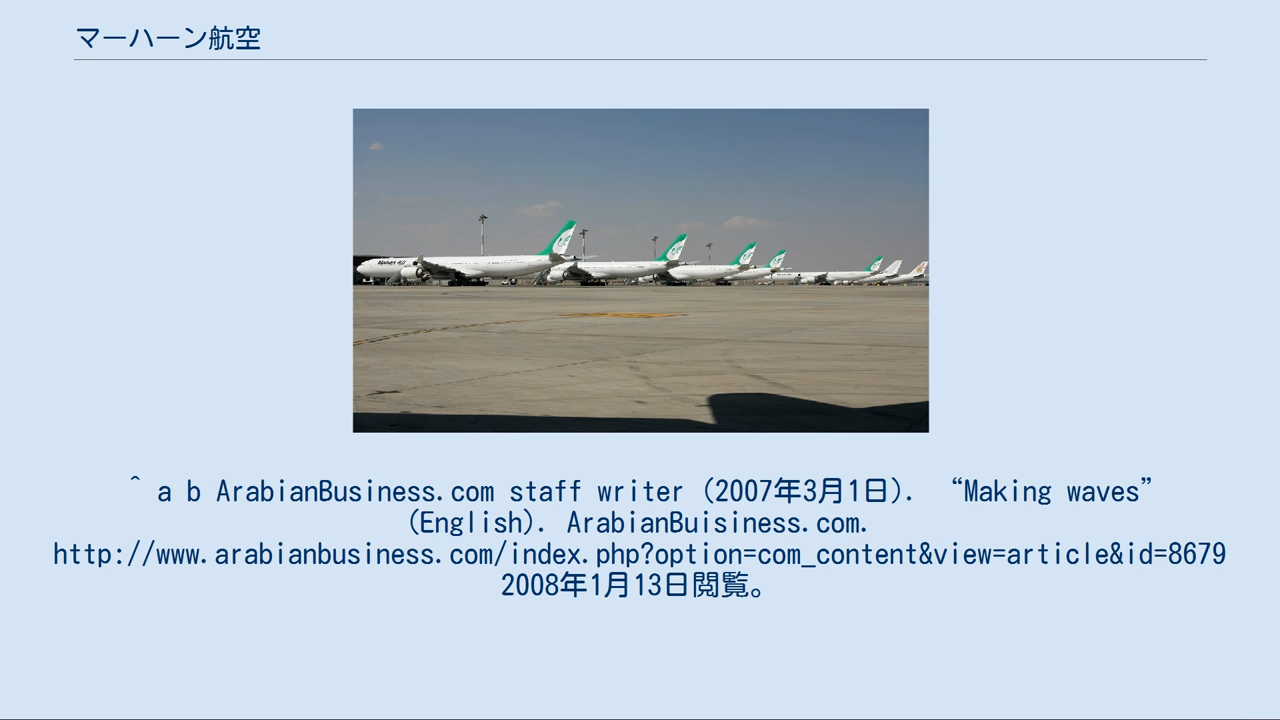 マーハーン航空
Mahan Air
^ a b ArabianBusiness.com staff writer (2007年3月1日). “Making waves”
(English). ArabianBuisiness.com.
http://www.arabianbusiness.com/index.php?option=com_content&view=article&id=8679
2008年1月13日閲覧。